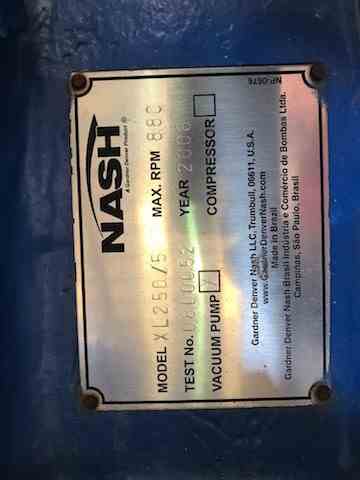 NP-0676
NASH
A Gardner Denver Product
MODEL XL250/5 MAX. RPM 880
TEST No. YEAR 2006
VACUUM PUMP COMPRESSOR
Gardner Denver Nash LLC, Trumbull, 06611, U.S.A.
www.GardnerDenverNash.com
Made in Brazil
Gardner Denver Nash Brasil Indústria e Comércio de Bombas Ltda.
Campinas, São Paulo, Brasil